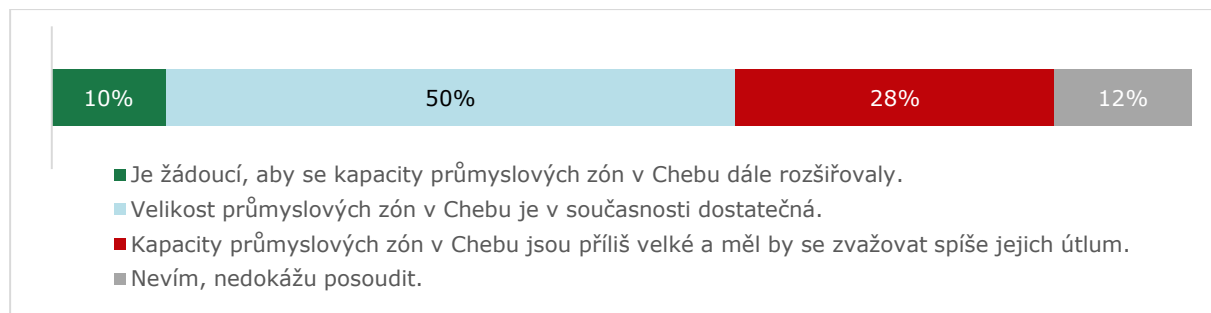 10% 50% 28% 12%
Je žádoucí, aby se kapacity průmyslových zón v Chebu dále rozšiřovaly.
Velikost průmyslových zón v Chebu je v současnosti dostatečná.
Kapacity průmyslových zón v Chebu jsou příliš velké a měl by se zvažovat spíše jejich útlum.
Nevím, nedokážu posoudit.